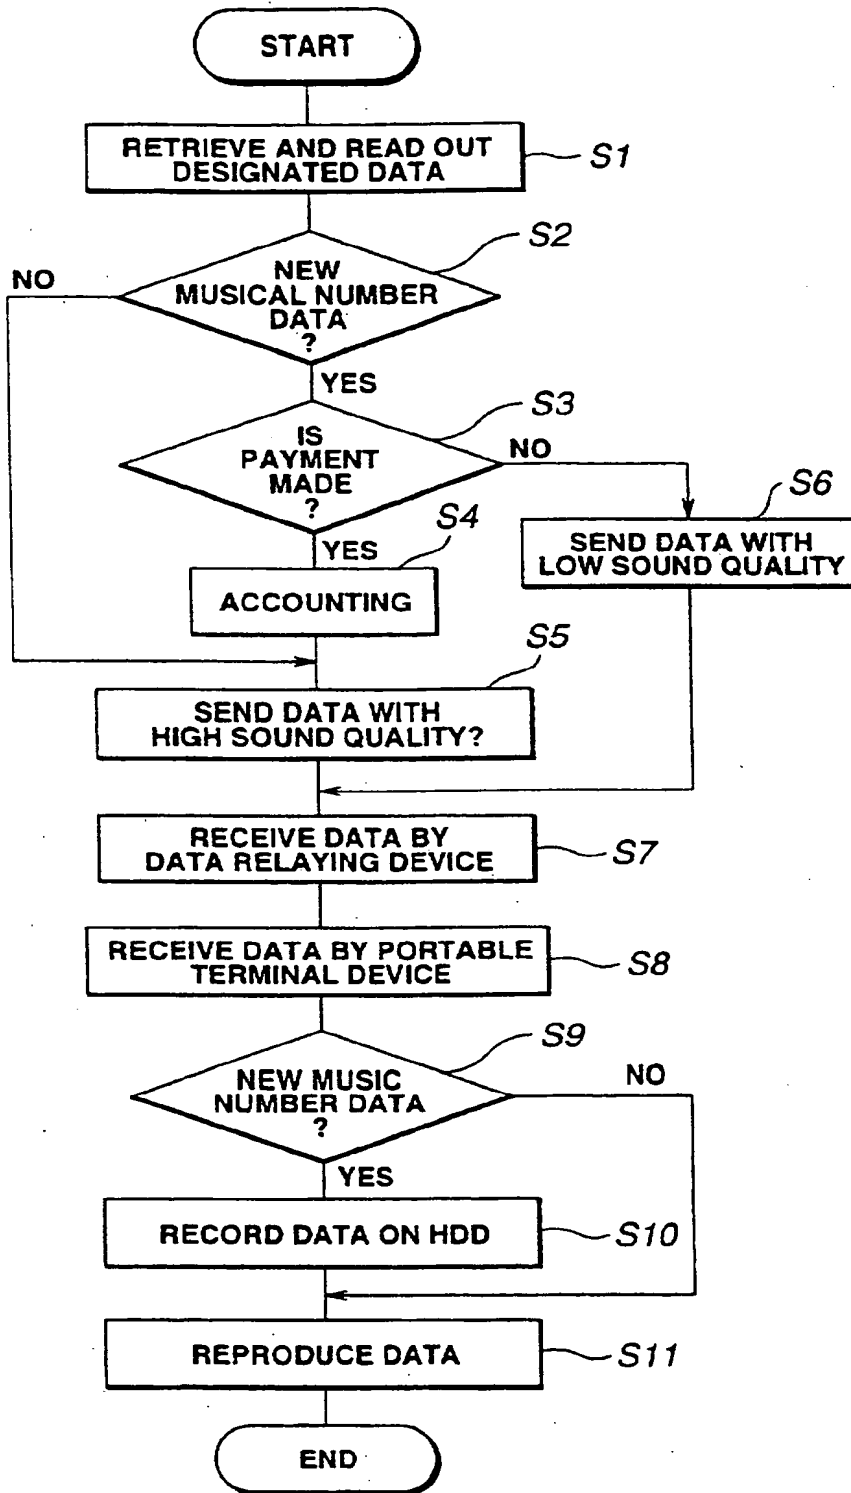 START
RETRIEVE AND READ OUT
DESIGNATED DATA
S1
S2
NEW
MUSICAL NUMBER
DATA
?
NO
YES
S3
IS
PAYMENT
MADE
?
NO
YES
S4
ACCOUNTING
S6
SEND DATA WITH
LOW SOUND QUALITY
S5
SEND DATA WITH
HIGH SOUND QUALITY?
RECEIVE DATA BY
DATA RELAYING DEVICE
S7
RECEIVE DATA BY PORTABLE
TERMINAL DEVICE
S8
S9
NEW MUSIC
NUMBER DATA
?
NO
YES
RECORD DATA ON HDD
S10
REPRODUCE DATA
S11
END